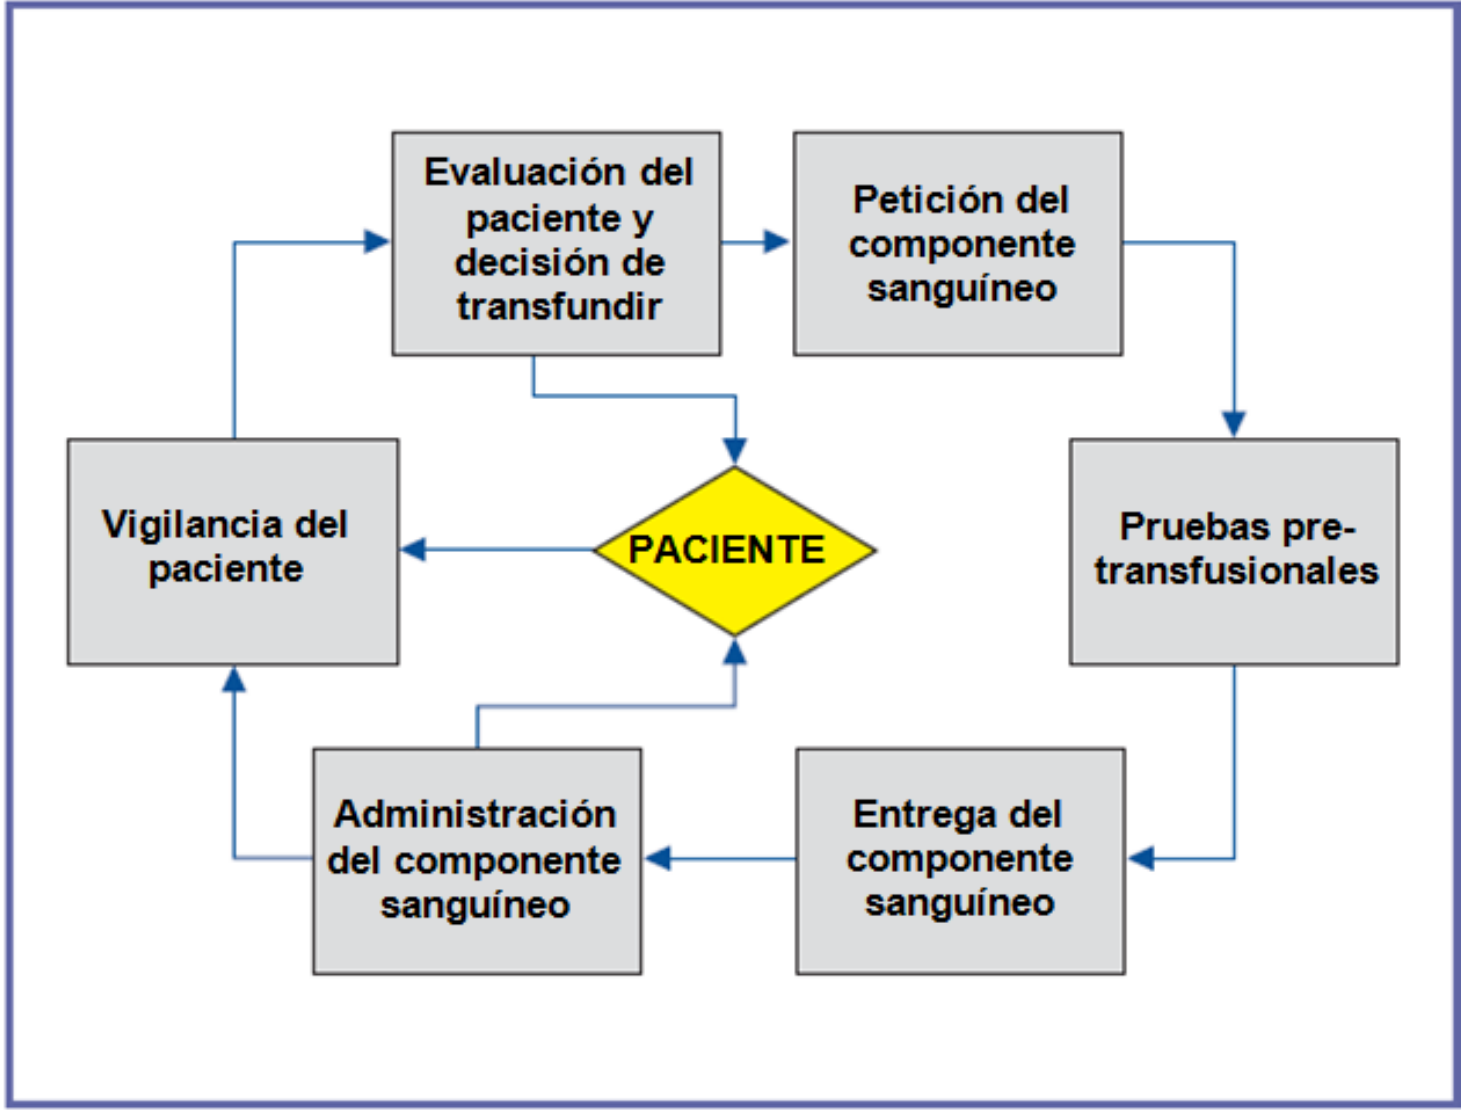 Evaluación del
paciente y
decisión de
transfundir
Petición del
componente
sanguíneo
Vigilancia del
paciente
PACIENTE
Pruebas pre-
transfusionales
Administración
del componente
sanguíneo
Entrega del
componente
sanguíneo